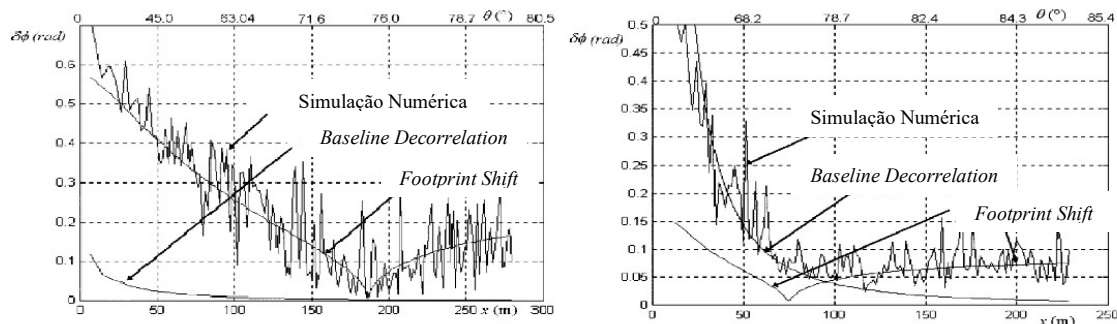 0 45.0 63.04 71.6 76.0 78.7 θ (°) 80.5
δϕ (rad)
0.6
0.5
0.4
0.3
0.2
0.1
0
0 50 100 150 200 250 x (m) 300
Simulação Numérica
Baseline Decorrelation
Footprint Shift
0 68.2 78.7 82.4 84.3 θ (°) 85.4
δϕ (rad)
0.5
0.45
0.4
0.35
0.3
0.25
0.2
0.15
0.1
0.05
0
0 50 100 150 200 x (m) 250
Simulação Numérica
Baseline Decorrelation
Footprint Shift